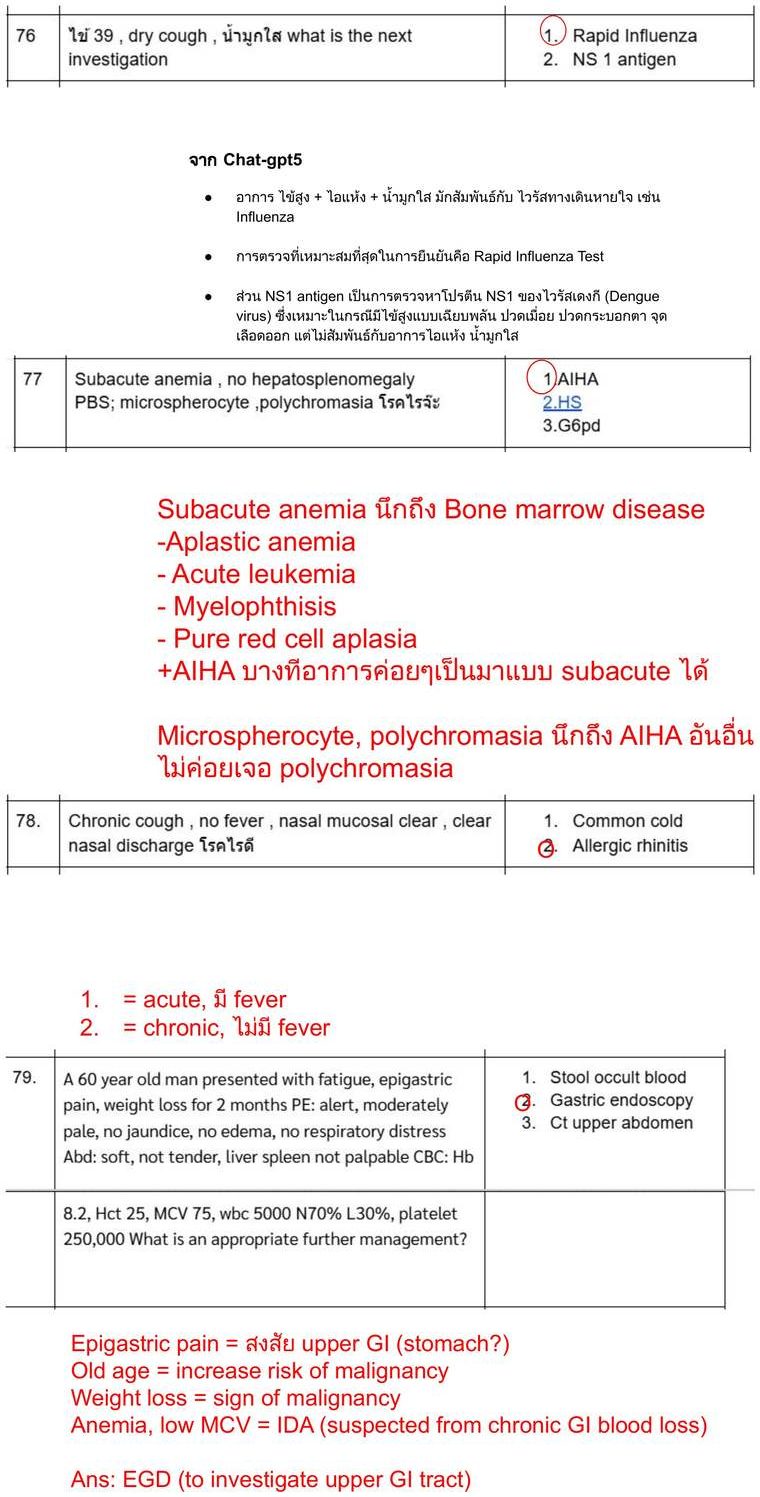 76
ไข้ 39 , dry cough , น้ำมูกใส what is the next
investigation
1. Rapid Influenza
2. NS 1 antigen
จาก Chat-gpt5
● อาการ ไข้สูง + ไอแห้ง + น้ำมูกใส มักสัมพันธ์กับ ไวรัสทางเดินหายใจ เช่น
Influenza
● การตรวจที่เหมาะสมที่สุดในการยืนยันคือ Rapid Influenza Test
● ส่วน NS1 antigen เป็นการตรวจหาโปรตีน NS1 ของไวรัสเดงกี (Dengue
virus) ซึ่งเหมาะในกรณีมีไข้สูงแบบเฉียบพลัน ปวดเมื่อย ปวดกระบอกตา จุด
เลือดออก แต่ไม่สัมพันธ์กับอาการไอแห้ง น้ำมูกใส
77
Subacute anemia , no hepatosplenomegaly
PBS; microspherocyte ,polychromasia โรคไรจ๊ะ
1.AIHA
2.HS
3.G6pd
Subacute anemia นึกถึง Bone marrow disease
-Aplastic anemia
- Acute leukemia
- Myelophthisis
- Pure red cell aplasia
+AIHA บางทีอาการค่อยๆเป็นมาแบบ subacute ได้
Microspherocyte, polychromasia นึกถึง AIHA อันอื่น
ไม่ค่อยเจอ polychromasia
78.
Chronic cough , no fever , nasal mucosal clear , clear
nasal discharge โรคไรดี
1. Common cold
2. Allergic rhinitis
1. = acute, มี fever
2. = chronic, ไม่มี fever
79.
A 60 year old man presented with fatigue, epigastric
pain, weight loss for 2 months PE: alert, moderately
pale, no jaundice, no edema, no respiratory distress
Abd: soft, not tender, liver spleen not palpable CBC: Hb
1. Stool occult blood
2. Gastric endoscopy
3. Ct upper abdomen
8.2, Hct 25, MCV 75, wbc 5000 N70% L30%, platelet
250,000 What is an appropriate further management?
Epigastric pain = สงสัย upper GI (stomach?)
Old age = increase risk of malignancy
Weight loss = sign of malignancy
Anemia, low MCV = IDA (suspected from chronic GI blood loss)
Ans: EGD (to investigate upper GI tract)